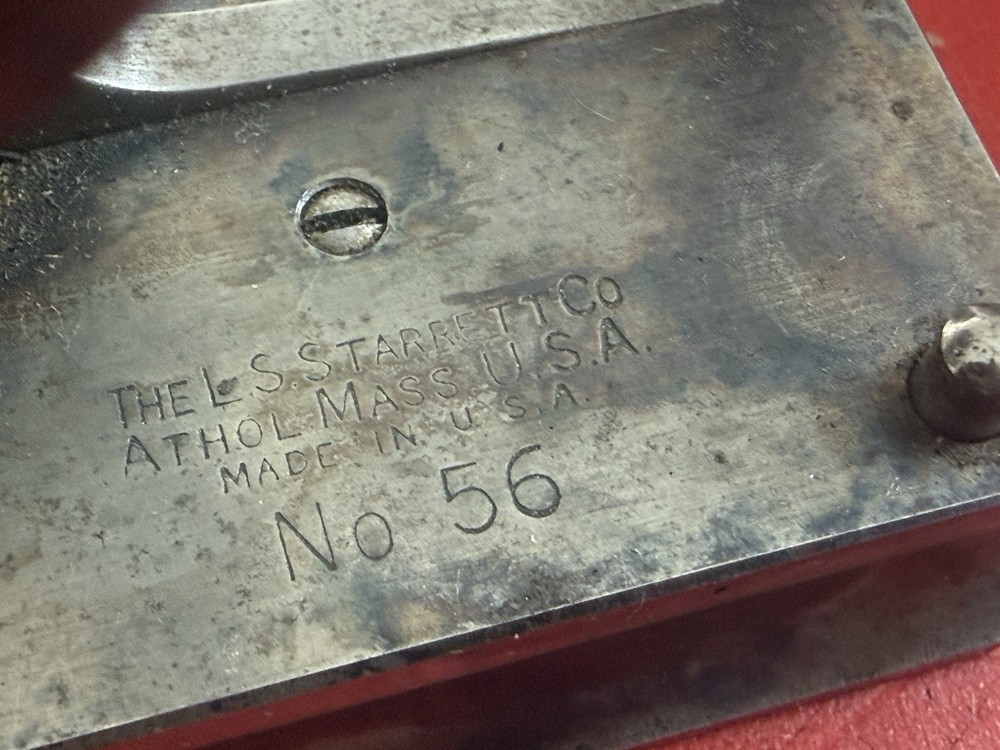 THE L. S. STARRETT CO
ATHOL MASS. U.S.A.
MADE IN U.S.A.
No 56